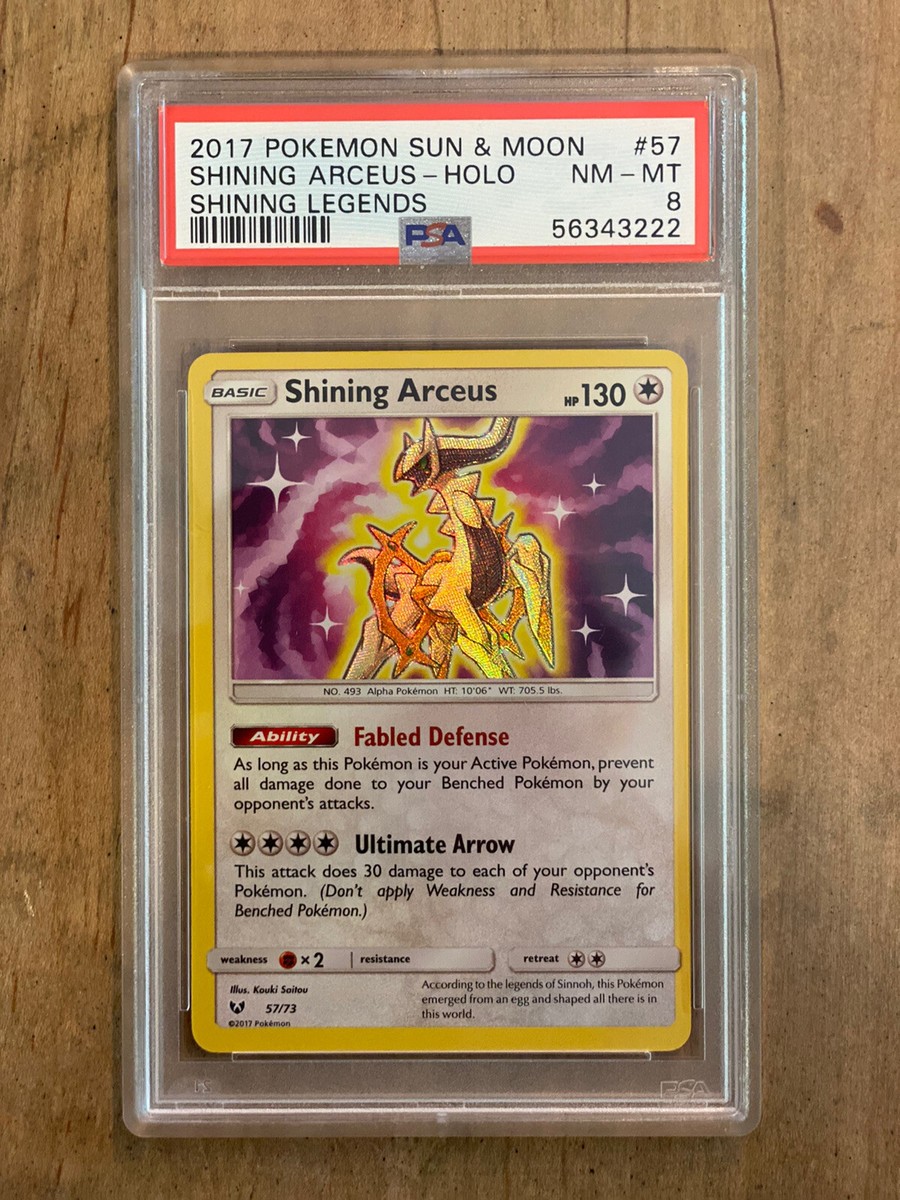 2017 POKEMON SUN & MOON #57
SHINING ARCEUS – HOLO NM – MT
SHINING LEGENDS 8
PSA 56343222
BASIC Shining Arceus HP 130
NO. 493 Alpha Pokémon HT: 10'06" WT: 705.5 lbs.
Ability Fabled Defense
As long as this Pokémon is your Active Pokémon, prevent
all damage done to your Benched Pokémon by your
opponent's attacks.
Ultimate Arrow
This attack does 30 damage to each of your opponent's
Pokémon. (Don't apply Weakness and Resistance for
Benched Pokémon.)
weakness ×2 resistance retreat
Illus. Kouki Saitou
57/73
©2017 Pokémon
According to the legends of Sinnoh, this Pokémon
emerged from an egg and shaped all there is in
this world.
PSA